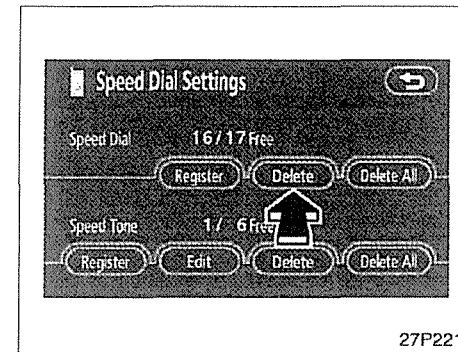 Speed Dial Settings
Speed Dial 16/17 Free
Register Delete Delete All
Speed Tone 1/ 6 Free
Register Edit Delete Delete All
27P221